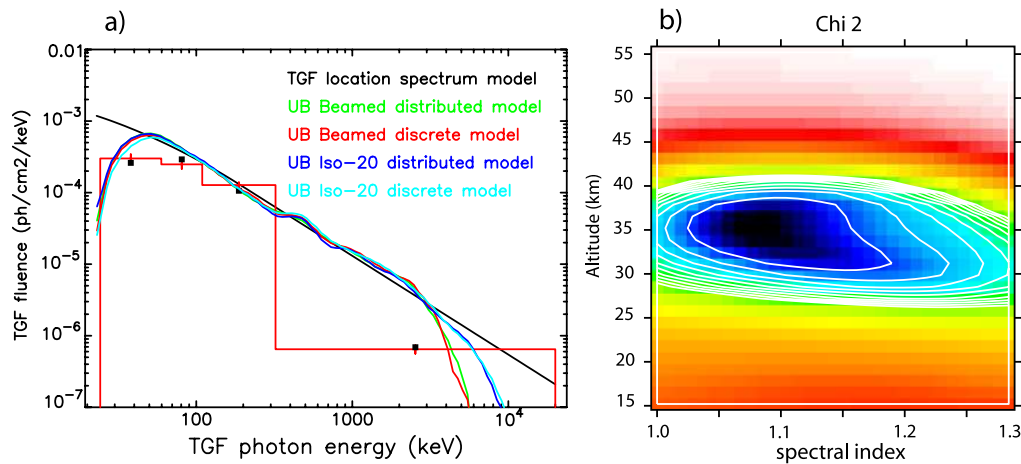 a)
TGF fluence (ph/cm2/keV)
0.01
10−3
10−4
10−5
10−6
10−7
TGF location spectrum model
UB Beamed distributed model
UB Beamed discrete model
UB Iso−20 distributed model
UB Iso−20 discrete model
100 1000 104
TGF photon energy (keV)
b) Chi 2
Altitude (km)
55
50
45
40
35
30
25
20
15
1.0 1.1 1.2 1.3
spectral index